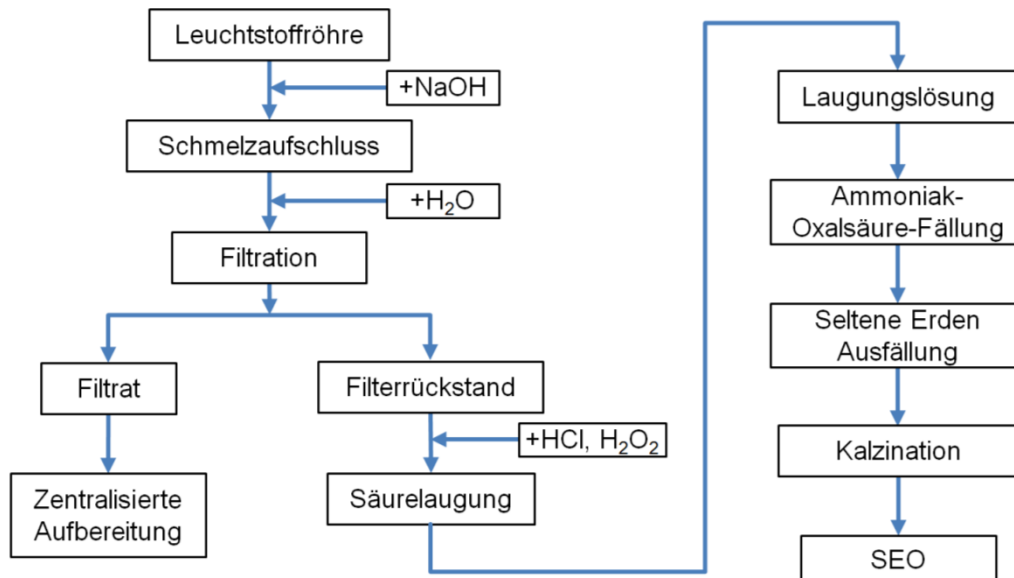 Leuchtstoffröhre
+NaOH
Schmelzaufschluss
+H₂O
Filtration
Filtrat
Filterrückstand
+HCl, H₂O₂
Zentralisierte
Aufbereitung
Säurelaugung
Laugungslösung
Ammoniak-
Oxalsäure-Fällung
Seltene Erden
Ausfällung
Kalzination
SEO